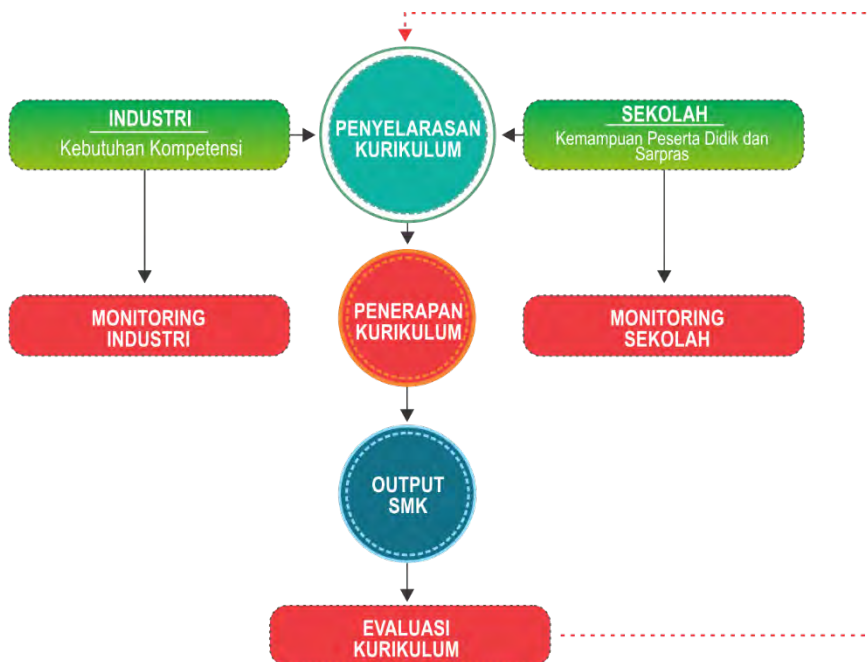 INDUSTRI
Kebutuhan Kompetensi
PENYELARASAN
KURIKULUM
SEKOLAH
Kemampuan Peserta Didik dan
Sarpras
MONITORING
INDUSTRI
PENERAPAN
KURIKULUM
MONITORING
SEKOLAH
OUTPUT
SMK
EVALUASI
KURIKULUM